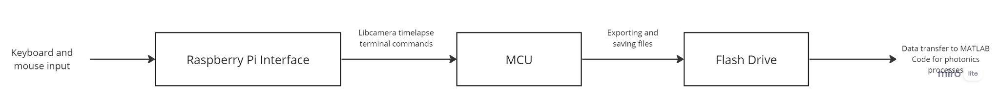 Keyboard and
mouse input
Raspberry Pi Interface
Libcamera timelapse
terminal commands
MCU
Exporting and
saving files
Flash Drive
Data transfer to MATLAB
Code for photonics
processes
miro lite